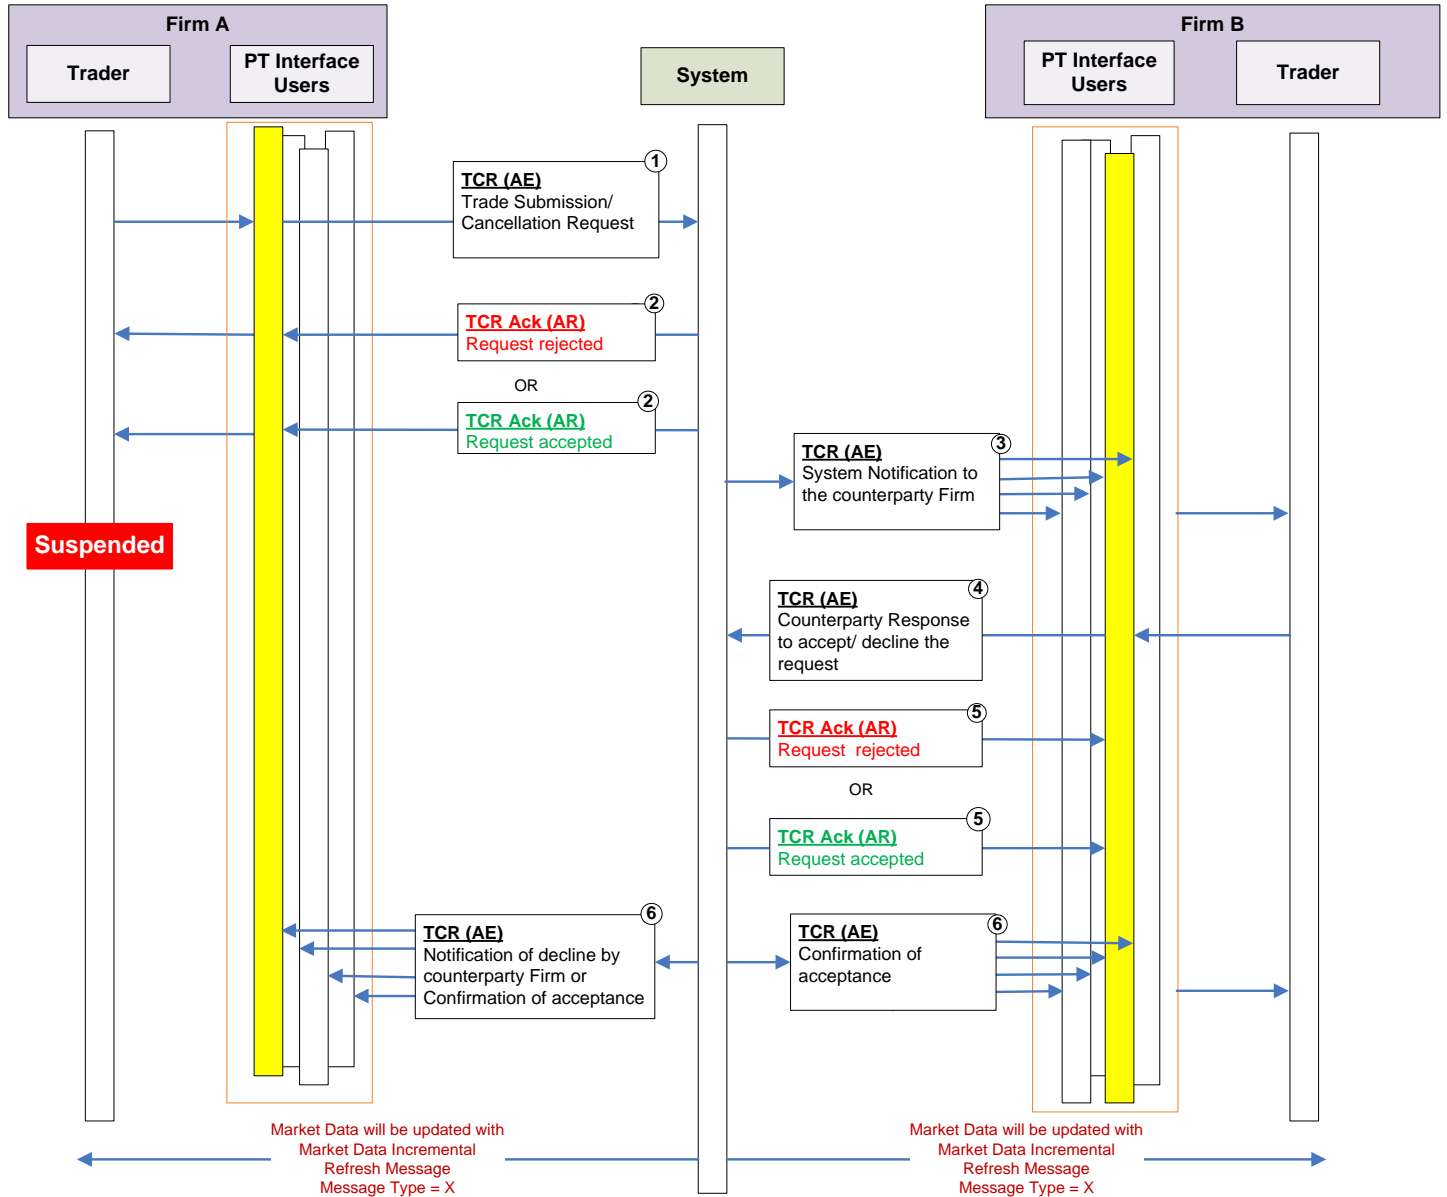 Firm A
Firm B
Trader
PT Interface
Users
System
PT Interface
Users
Trader
1
TCR (AE)
Trade Submission/
Cancellation Request
2
TCR Ack (AR)
Request rejected
OR
2
TCR Ack (AR)
Request accepted
3
TCR (AE)
System Notification to
the counterparty Firm
Suspended
4
TCR (AE)
Counterparty Response
to accept/ decline the
request
5
TCR Ack (AR)
Request  rejected
OR
5
TCR Ack (AR)
Request accepted
6
TCR (AE)
Notification of decline by
counterparty Firm or
Confirmation of acceptance
6
TCR (AE)
Confirmation of
acceptance
Market Data will be updated with
Market Data Incremental
Refresh Message
Message Type = X
Market Data will be updated with
Market Data Incremental
Refresh Message
Message Type = X